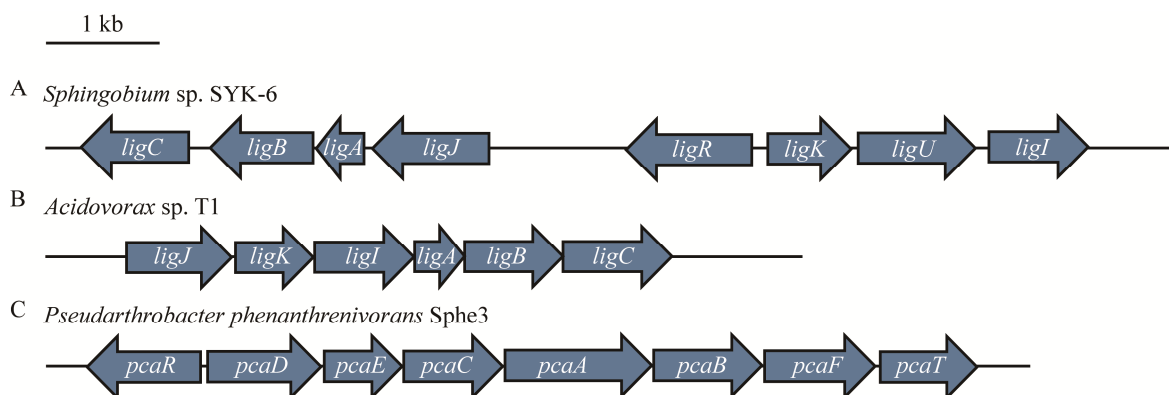 1 kb
A Sphingobium sp. SYK-6
ligC ligB ligA ligJ ligR ligK ligU ligI
B Acidovorax sp. T1
ligJ ligK ligI ligA ligB ligC
C Pseudarthrobacter phenanthrenivorans Sphe3
pcaR pcaD pcaE pcaC pcaA pcaB pcaF pcaT